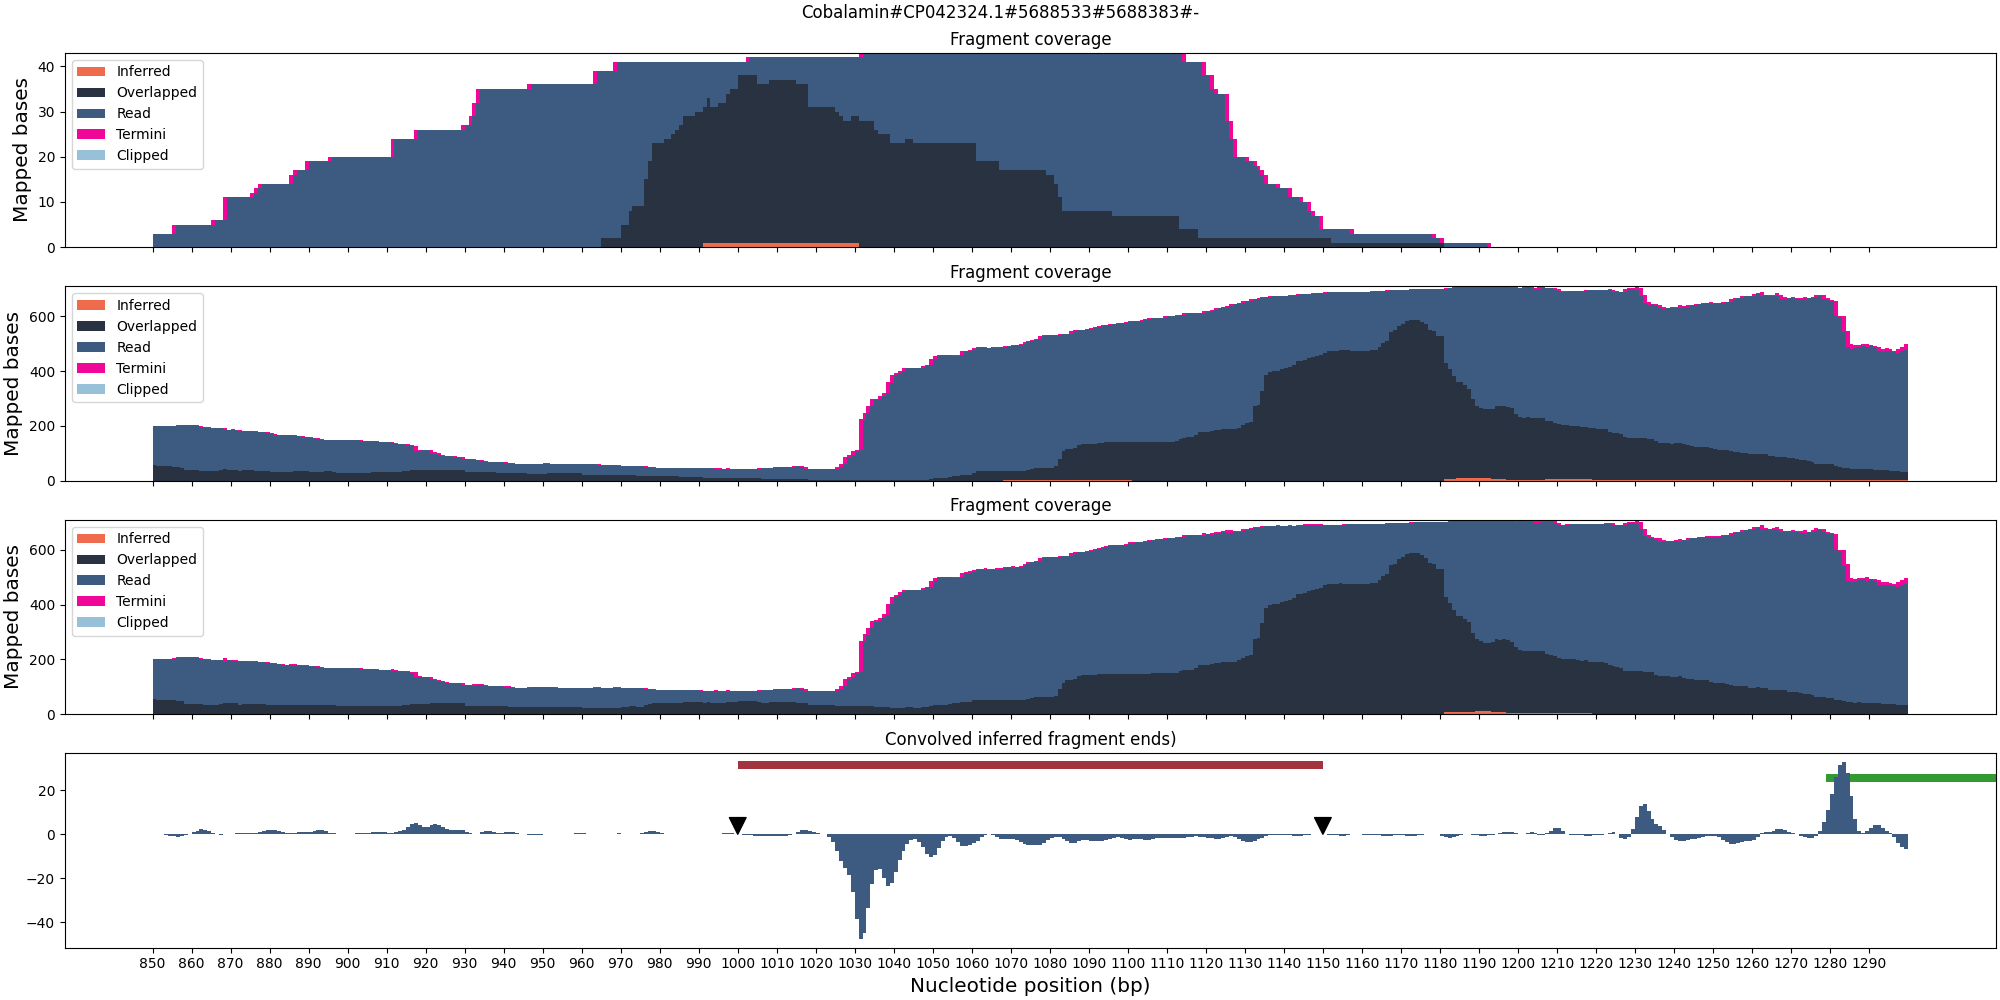 Cobalamin#CP042324.1#5688533#5688383#-
Fragment coverage
Mapped bases
40
30
20
10
0
Inferred
Overlapped
Read
Termini
Clipped
Fragment coverage
Mapped bases
600
400
200
0
Inferred
Overlapped
Read
Termini
Clipped
Fragment coverage
Mapped bases
600
400
200
0
Inferred
Overlapped
Read
Termini
Clipped
Convolved inferred fragment ends)
20
0
−20
−40
850 860 870 880 890 900 910 920 930 940 950 960 970 980 990 1000 1010 1020 1030 1040 1050 1060 1070 1080 1090 1100 1110 1120 1130 1140 1150 1160 1170 1180 1190 1200 1210 1220 1230 1240 1250 1260 1270 1280 1290
Nucleotide position (bp)